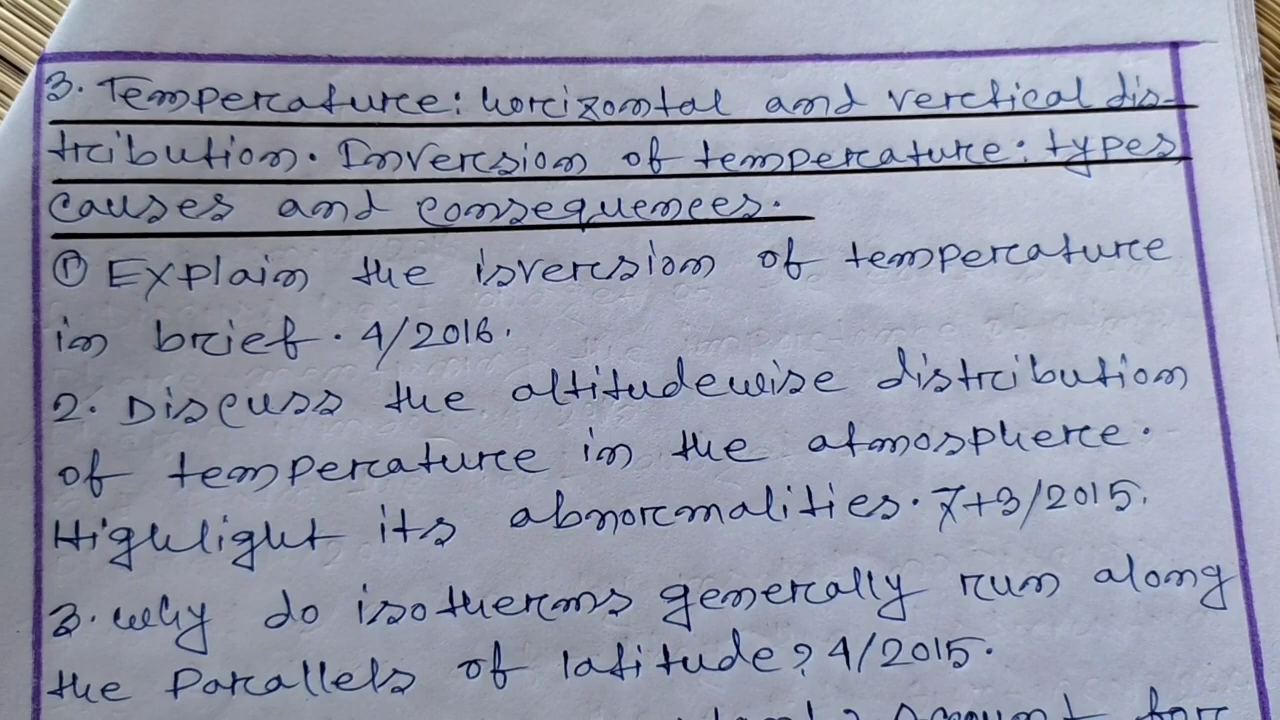 3. Temperature: horizontal and vertical dis-
tribution. Inversion of temperature: types
causes and consequences.
① Explain the isversion of temperature
in brief. 4/2016.
2. Discuss the altitudewise distribution
of temperature in the atmosphere.
Highlight its abnormalities. 7+3/2015.
3. Why do isotherms generally run along
the Parallels of latitude? 4/2015.